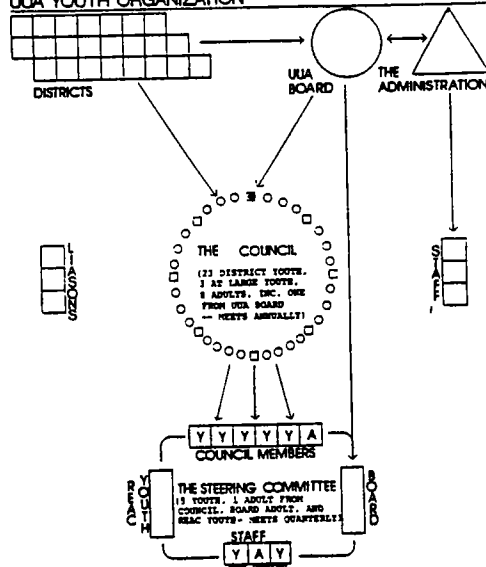 UUA YOUTH ORGANIZATION
DISTRICTS
UUA
BOARD
THE
ADMINISTRATION
LIASONS
THE COUNCIL
(23 DISTRICT YOUTH,
3 AT LARGE YOUTH,
8 ADULTS, INC. ONE
FROM UUA BOARD
-- MEETS ANNUALLY)
STAFF
Y Y Y Y Y A
COUNCIL MEMBERS
REAC
YOUTH
THE STEERING COMMITTEE
(5 YOUTH, 1 ADULT FROM
COUNCIL, BOARD ADULT, AND
REAC YOUTH- MEETS QUARTERLY)
BOARD
STAFF
Y A Y